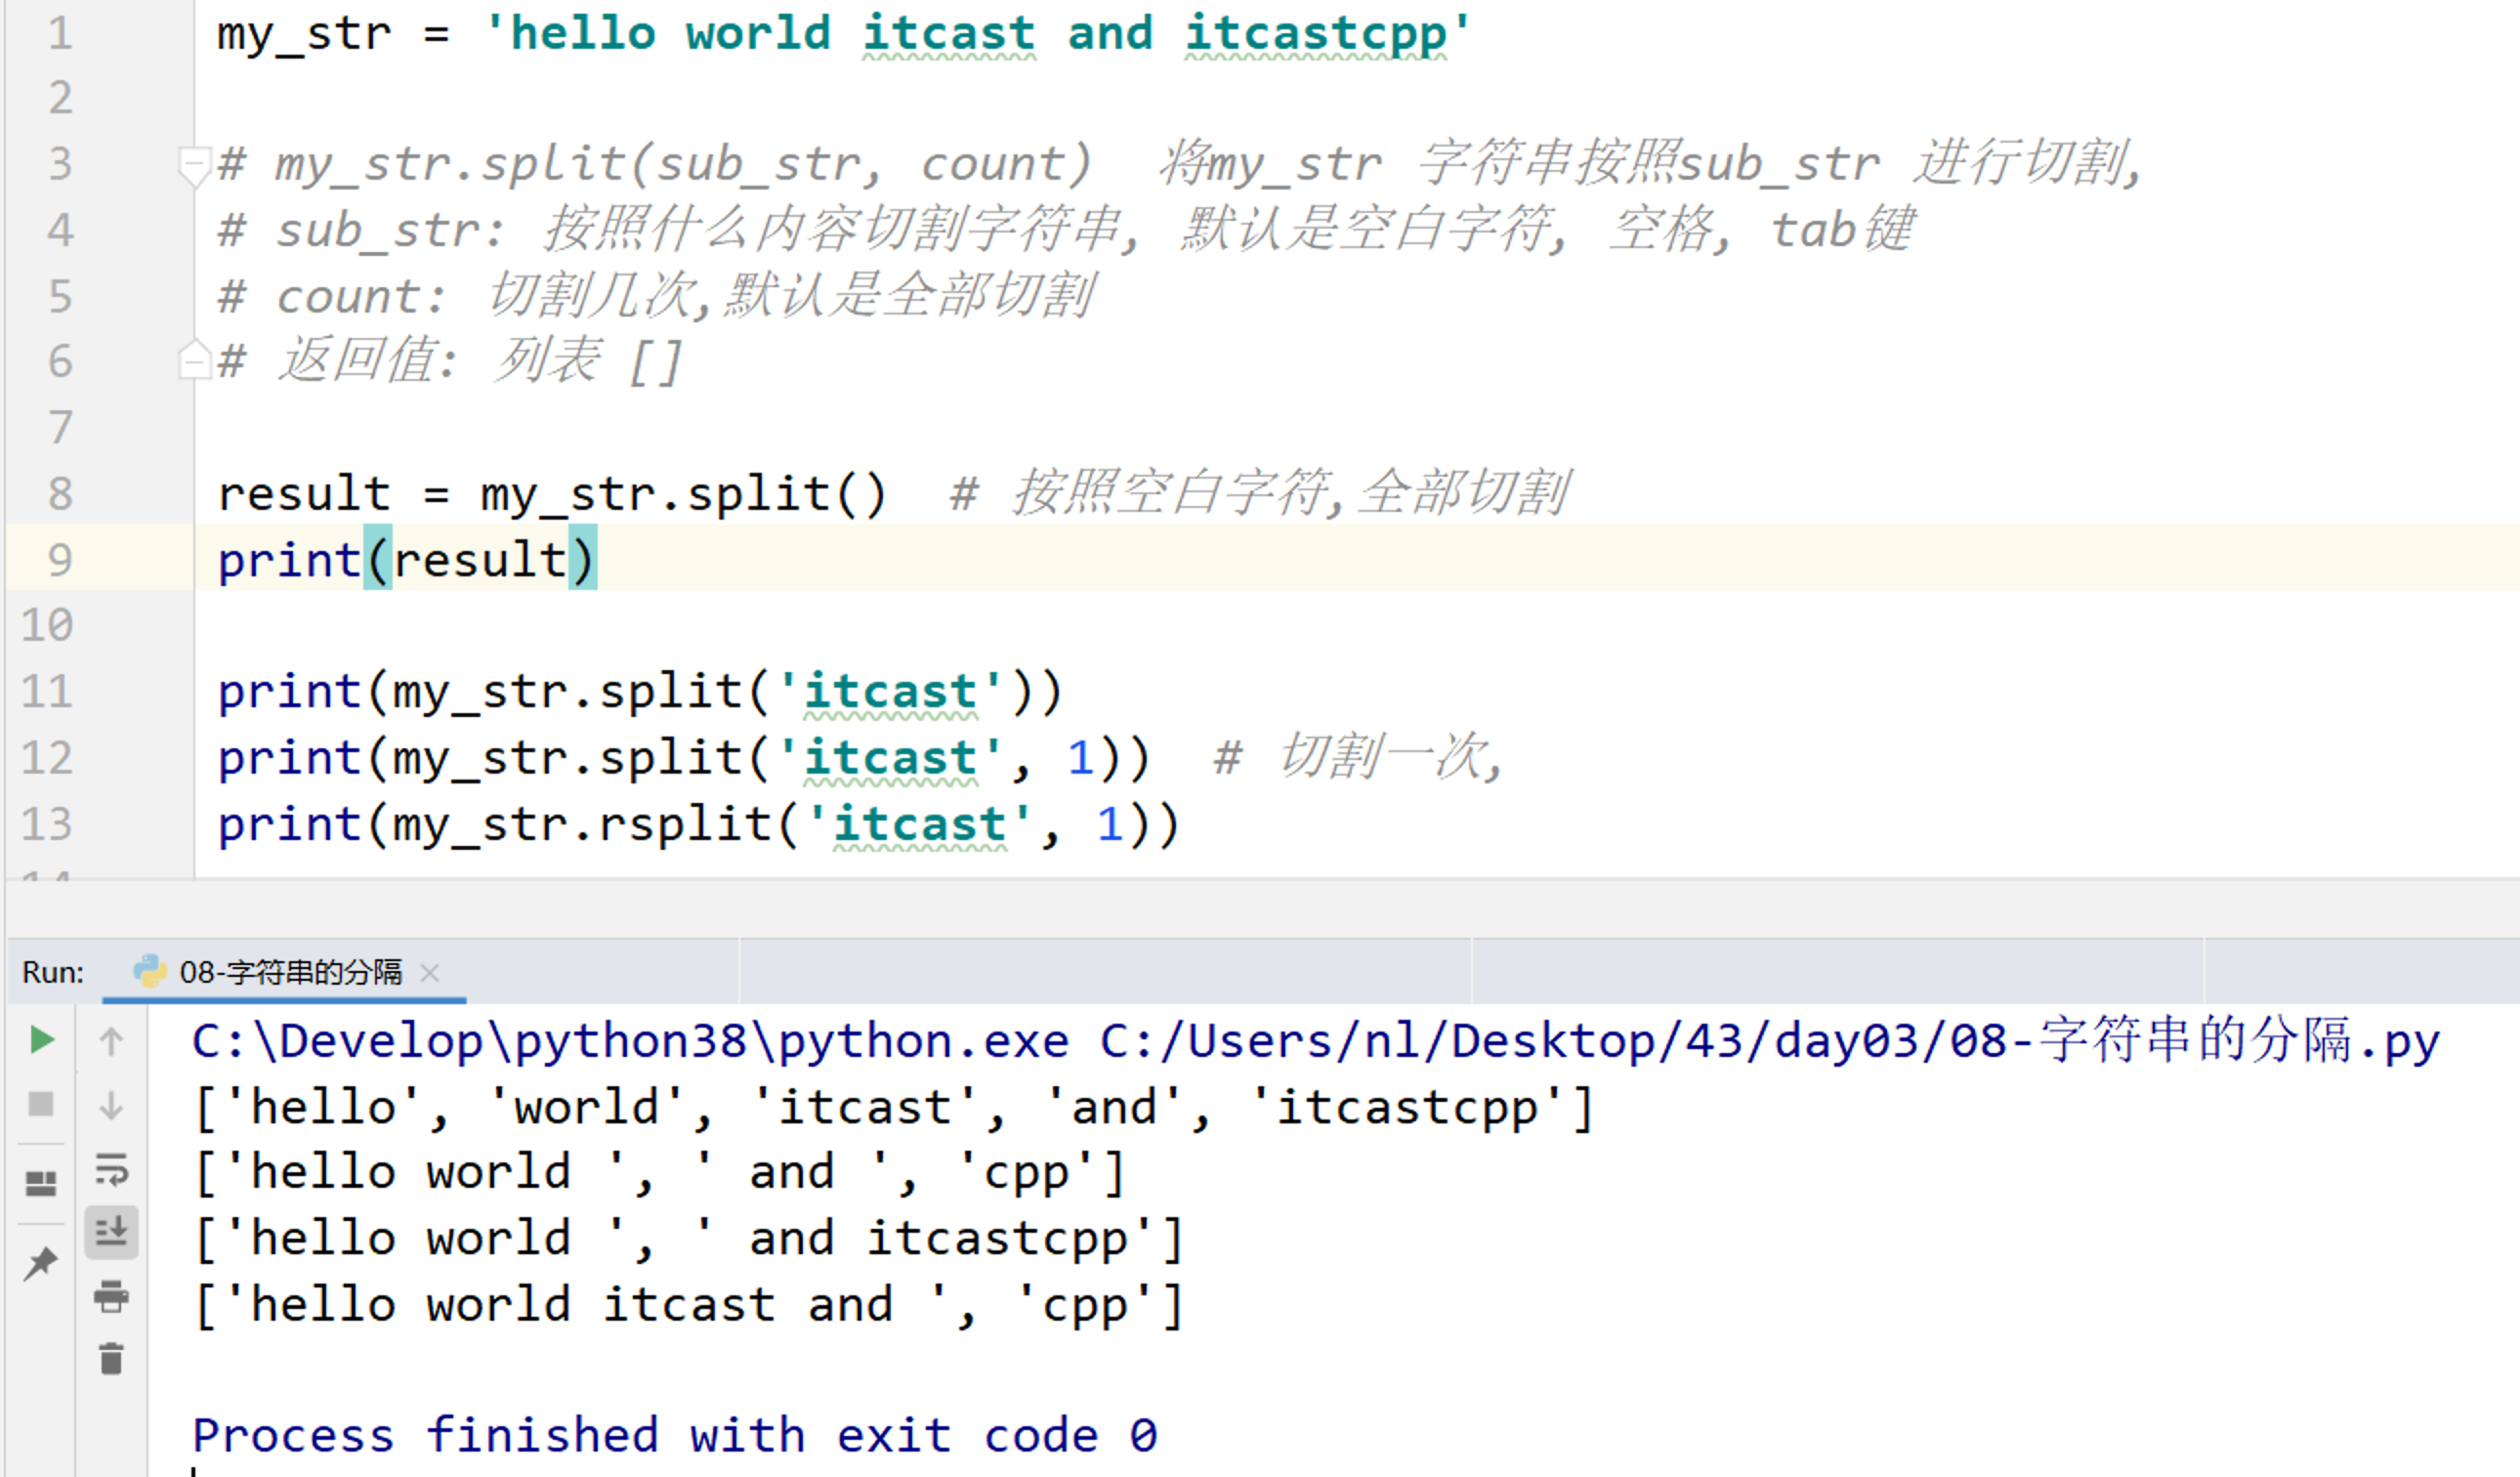 1 my_str = 'hello world itcast and itcastcpp'
2
3 # my_str.split(sub_str, count)  将my_str 字符串按照sub_str 进行切割,
4 # sub_str: 按照什么内容切割字符串, 默认是空白字符, 空格, tab键
5 # count: 切割几次,默认是全部切割
6 # 返回值: 列表 []
7
8 result = my_str.split()  # 按照空白字符,全部切割
9 print(result)
10
11 print(my_str.split('itcast'))
12 print(my_str.split('itcast', 1))  # 切割一次,
13 print(my_str.rsplit('itcast', 1))
14
Run: 08-字符串的分隔 ×
C:\Develop\python38\python.exe C:/Users/nl/Desktop/43/day03/08-字符串的分隔.py
['hello', 'world', 'itcast', 'and', 'itcastcpp']
['hello world ', ' and ', 'cpp']
['hello world ', ' and itcastcpp']
['hello world itcast and ', 'cpp']
Process finished with exit code 0